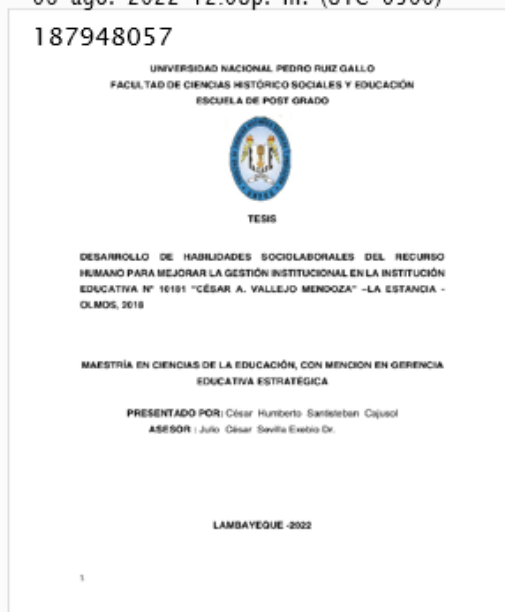 187948057
UNIVERSIDAD NACIONAL PEDRO RUIZ GALLO
FACULTAD DE CIENCIAS HISTÓRICO SOCIALES Y EDUCACIÓN
ESCUELA DE POST GRADO
TESIS
DESARROLLO DE HABILIDADES SOCIOLABORALES DEL RECURSO
HUMANO PARA MEJORAR LA GESTIÓN INSTITUCIONAL EN LA INSTITUCIÓN
EDUCATIVA N° 10181 "CÉSAR A. VALLEJO MENDOZA" –LA ESTANCIA -
OLMOS, 2018
MAESTRÍA EN CIENCIAS DE LA EDUCACIÓN, CON MENCION EN GERENCIA
EDUCATIVA ESTRATÉGICA
PRESENTADO POR: César Humberto Santisteban Cajusol
ASESOR : Julio César Sevilla Exebio Dr.
LAMBAYEQUE -2022
1